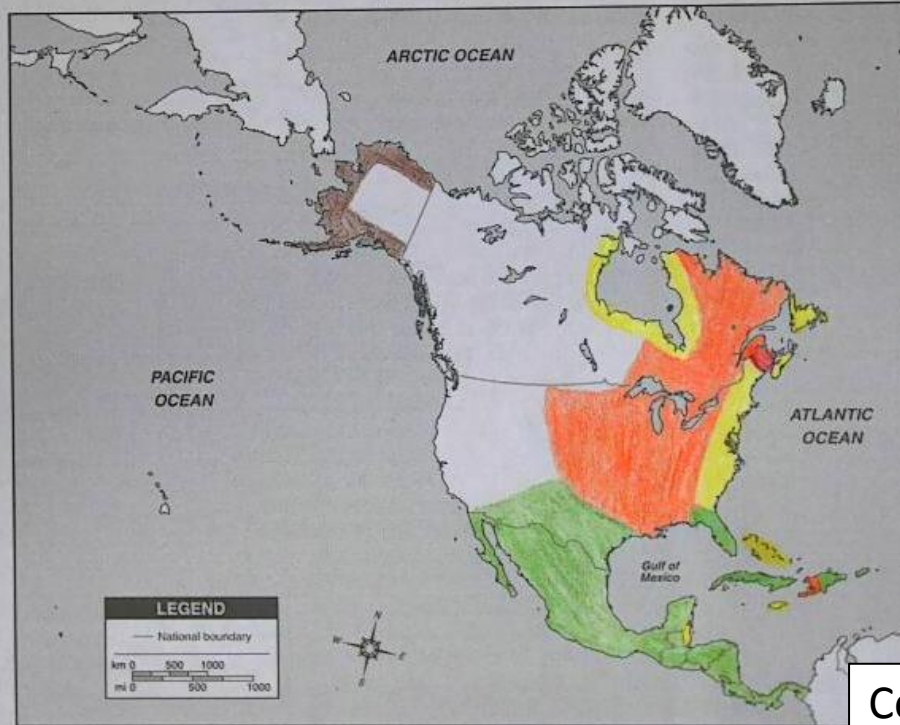 ARCTIC OCEAN
PACIFIC
OCEAN
ATLANTIC
OCEAN
Gulf of
Mexico
LEGEND
National boundary
km 0 500 1000
mi 0 500 1000
N
W
E
S